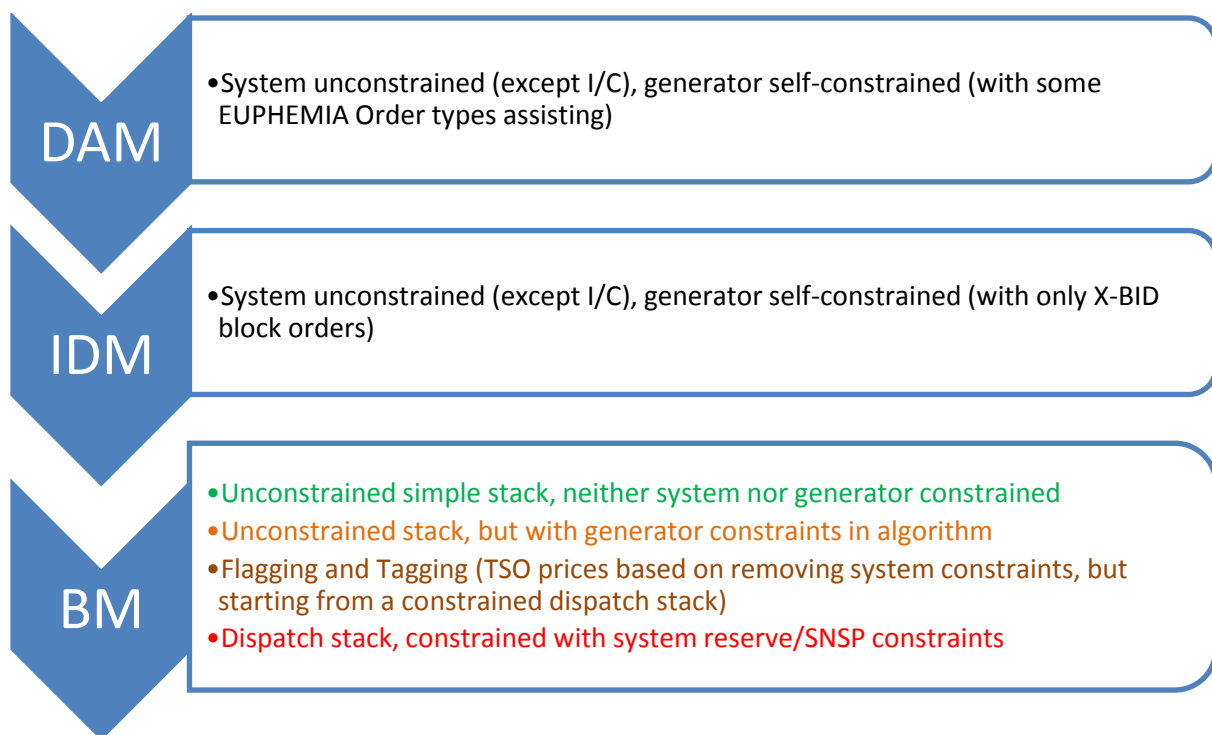 DAM
•System unconstrained (except I/C), generator self-constrained (with some
EUPHEMIA Order types assisting)
IDM
•System unconstrained (except I/C), generator self-constrained (with only X-BID
block orders)
BM
•Unconstrained simple stack, neither system nor generator constrained
•Unconstrained stack, but with generator constraints in algorithm
•Flagging and Tagging (TSO prices based on removing system constraints, but
starting from a constrained dispatch stack)
•Dispatch stack, constrained with system reserve/SNSP constraints